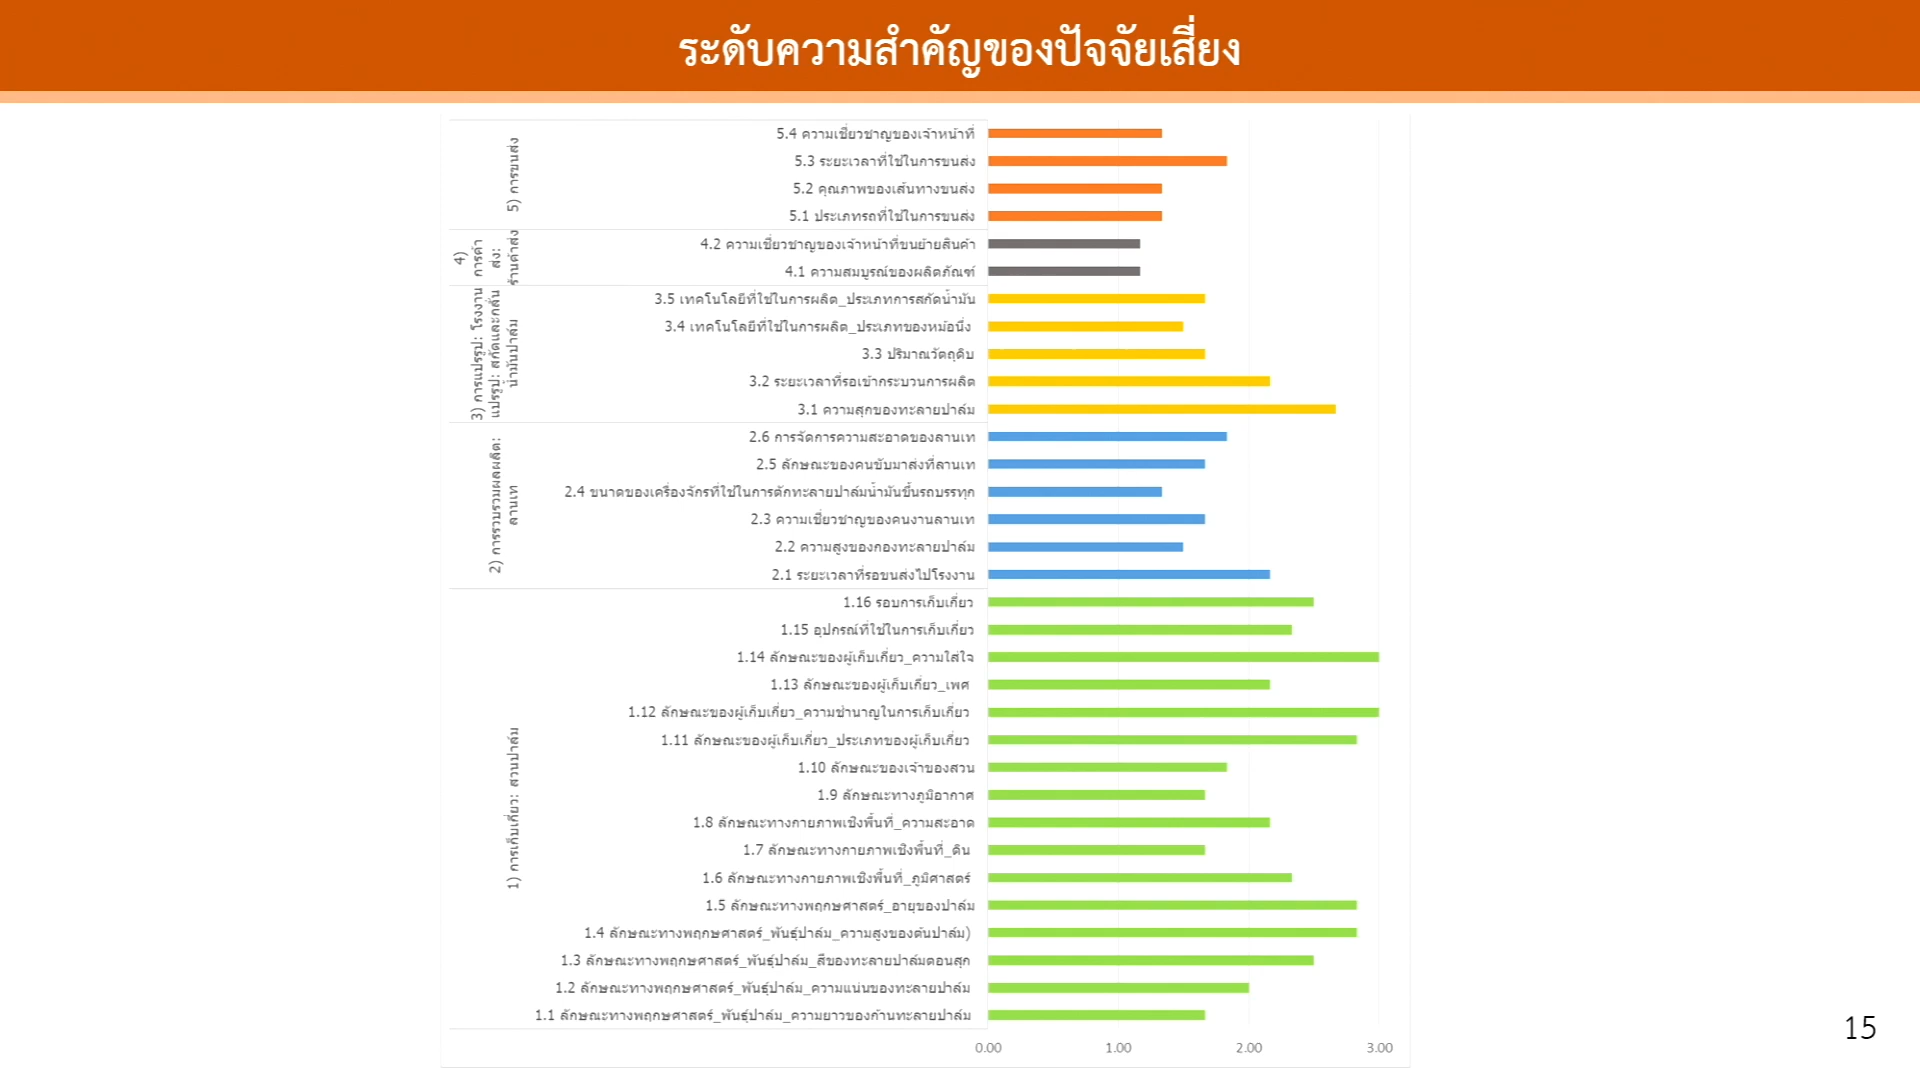 ระดับความสำคัญของปัจจัยเสี่ยง
5) การขนส่ง
5.4 ความเชี่ยวชาญของเจ้าหน้าที่
5.3 ระยะเวลาที่ใช้ในการขนส่ง
5.2 คุณภาพของเส้นทางขนส่ง
5.1 ประเภทรถที่ใช้ในการขนส่ง
4)
การค้า
ส่ง:
ร้านค้าส่ง
4.2 ความเชี่ยวชาญของเจ้าหน้าที่ขนย้ายสินค้า
4.1 ความสมบูรณ์ของผลิตภัณฑ์
3) การแปรรูป: โรงงาน
แปรรูป: สกัดและกลั่น
น้ำมันปาล์ม
3.5 เทคโนโลยีที่ใช้ในการผลิต_ประเภทการสกัดน้ำมัน
3.4 เทคโนโลยีที่ใช้ในการผลิต_ประเภทของหม้อนึ่ง
3.3 ปริมาณวัตถุดิบ
3.2 ระยะเวลาที่รอเข้ากระบวนการผลิต
3.1 ความสุกของทะลายปาล์ม
2) การรวบรวมผลผลิต:
ลานเท
2.6 การจัดการความสะอาดของลานเท
2.5 ลักษณะของคนขับมาส่งที่ลานเท
2.4 ขนาดของเครื่องจักรที่ใช้ในการตักทะลายปาล์มน้ำมันขึ้นรถบรรทุก
2.3 ความเชี่ยวชาญของคนงานลานเท
2.2 ความสูงของกองทะลายปาล์ม
2.1 ระยะเวลาที่รอขนส่งไปโรงงาน
1) การเก็บเกี่ยว: สวนปาล์ม
1.16 รอบการเก็บเกี่ยว
1.15 อุปกรณ์ที่ใช้ในการเก็บเกี่ยว
1.14 ลักษณะของผู้เก็บเกี่ยว_ความใส่ใจ
1.13 ลักษณะของผู้เก็บเกี่ยว_เพศ
1.12 ลักษณะของผู้เก็บเกี่ยว_ความชำนาญในการเก็บเกี่ยว
1.11 ลักษณะของผู้เก็บเกี่ยว_ประเภทของผู้เก็บเกี่ยว
1.10 ลักษณะของเจ้าของสวน
1.9 ลักษณะทางภูมิอากาศ
1.8 ลักษณะทางกายภาพเชิงพื้นที่_ความสะอาด
1.7 ลักษณะทางกายภาพเชิงพื้นที่_ดิน
1.6 ลักษณะทางกายภาพเชิงพื้นที่_ภูมิศาสตร์
1.5 ลักษณะทางพฤกษศาสตร์_อายุของปาล์ม
1.4 ลักษณะทางพฤกษศาสตร์_พันธุ์ปาล์ม_ความสูงของต้นปาล์ม)
1.3 ลักษณะทางพฤกษศาสตร์_พันธุ์ปาล์ม_สีของทะลายปาล์มตอนสุก
1.2 ลักษณะทางพฤกษศาสตร์_พันธุ์ปาล์ม_ความแน่นของทะลายปาล์ม
1.1 ลักษณะทางพฤกษศาสตร์_พันธุ์ปาล์ม_ความยาวของก้านทะลายปาล์ม
0.00 1.00 2.00 3.00
15